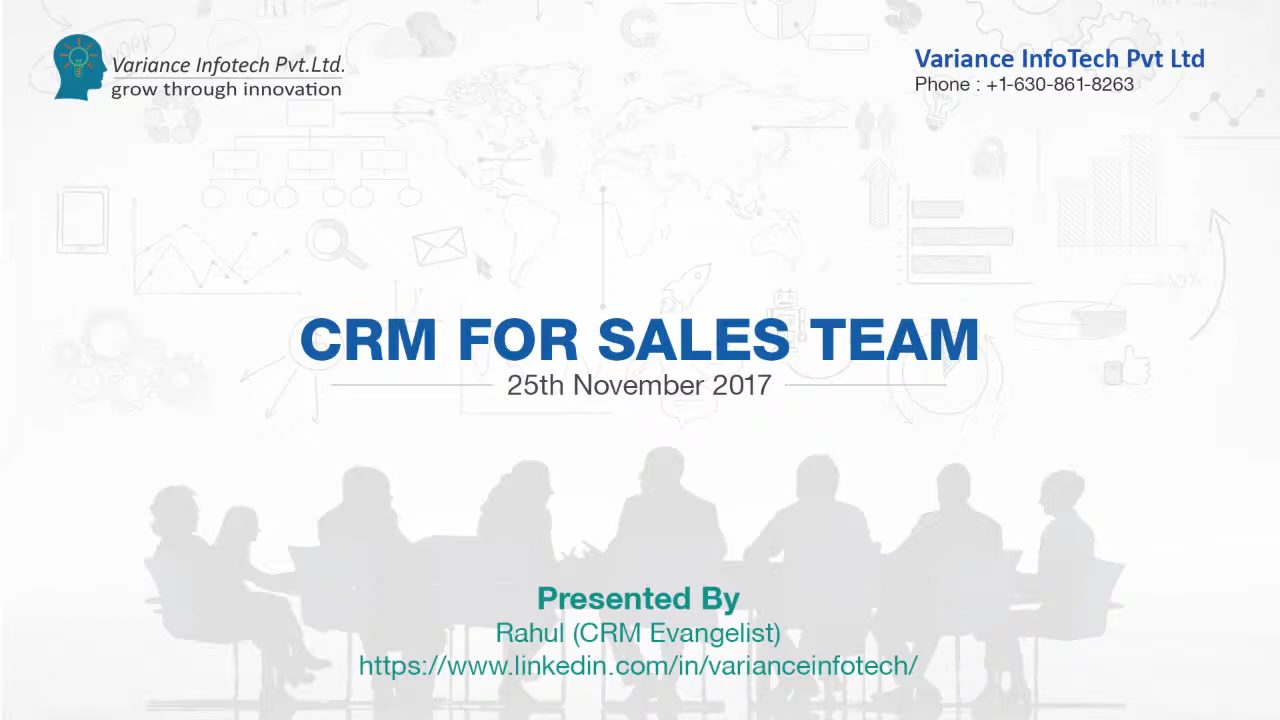 Variance Infotech Pvt.Ltd.
grow through innovation
Variance InfoTech Pvt Ltd
Phone : +1-630-861-8263
CRM FOR SALES TEAM
25th November 2017
Presented By
Rahul (CRM Evangelist)
https://www.linkedin.com/in/varianceinfotech/